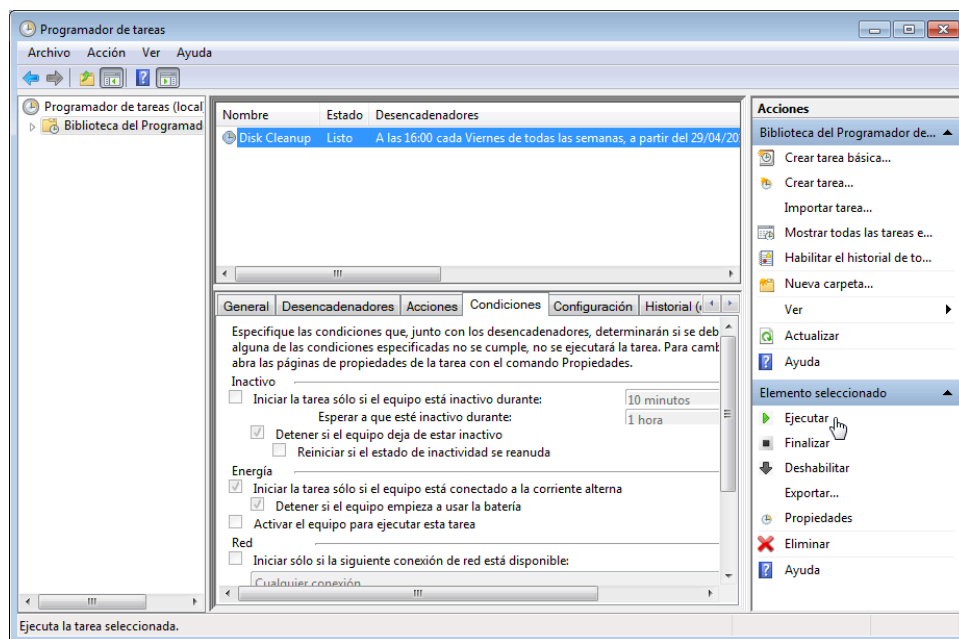 Programador de tareas
Archivo Acción Ver Ayuda
Programador de tareas (local
Biblioteca del Programad
Nombre Estado Desencadenadores
Disk Cleanup Listo A las 16:00 cada Viernes de todas las semanas, a partir del 29/04/20
General Desencadenadores Acciones Condiciones Configuración Historial (
Especifique las condiciones que, junto con los desencadenadores, determinarán si se deb
alguna de las condiciones especificadas no se cumple, no se ejecutará la tarea. Para camb
abra las páginas de propiedades de la tarea con el comando Propiedades.
Inactivo
Iniciar la tarea sólo si el equipo está inactivo durante: 10 minutos
Esperar a que esté inactivo durante: 1 hora
Detener si el equipo deja de estar inactivo
Reiniciar si el estado de inactividad se reanuda
Energía
Iniciar la tarea sólo si el equipo está conectado a la corriente alterna
Detener si el equipo empieza a usar la batería
Activar el equipo para ejecutar esta tarea
Red
Iniciar sólo si la siguiente conexión de red está disponible:
Cualquier conexión
Acciones
Biblioteca del Programador de...
Crear tarea básica...
Crear tarea...
Importar tarea...
Mostrar todas las tareas e...
Habilitar el historial de to...
Nueva carpeta...
Ver
Actualizar
Ayuda
Elemento seleccionado
Ejecutar
Finalizar
Deshabilitar
Exportar...
Propiedades
Eliminar
Ayuda
Ejecuta la tarea seleccionada.